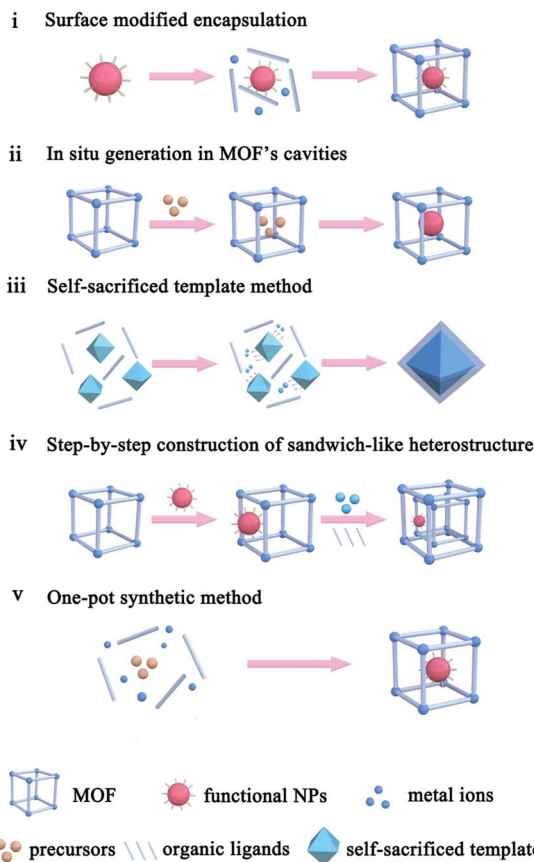 i Surface modified encapsulation
ii In situ generation in MOF's cavities
iii Self-sacrificed template method
iv Step-by-step construction of sandwich-like heterostructure
v One-pot synthetic method
MOF functional NPs metal ions
precursors organic ligands self-sacrificed template